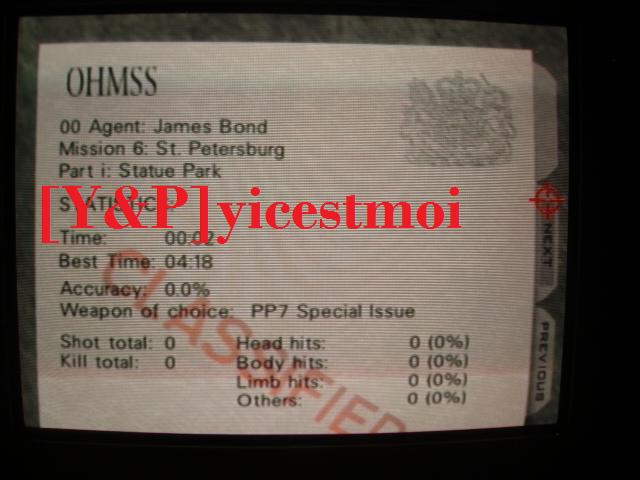 OHMSS
00 Agent: James Bond
Mission 6: St. Petersburg
Part i: Statue Park
STATISTICS
[Y&P]yicestmoi
Time: 00:02
Best Time: 04:18
Accuracy: 0.0%
Weapon of choice: PP7 Special Issue
Shot total: 0 Head hits: 0 (0%)
Kill total: 0 Body hits: 0 (0%)
Limb hits: 0 (0%)
Others: 0 (0%)
CLASSIFIED
NEXT
PREVIOUS